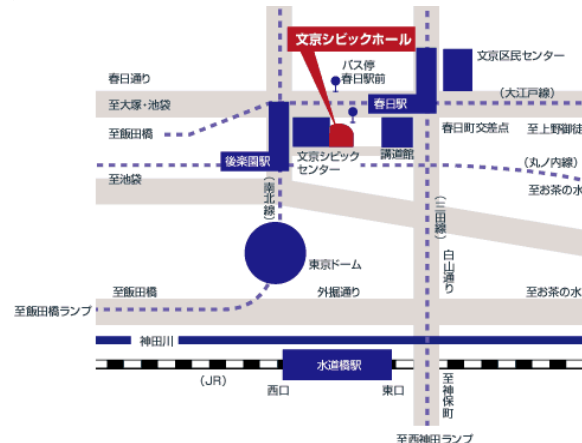 文京シビックホール
バス停
春日駅前
文京区民センター
春日通り
(大江戸線)
春日駅
至大塚・池袋
至飯田橋
春日町交差点
至上野御徒
文京シビック
センター
講道館
後楽園駅
(丸ノ内線)
至池袋
至お茶の水
(南北線)
(三田線)
白山通り
東京ドーム
至飯田橋
外掘通り
至お茶の水
至飯田橋ランプ
神田川
水道橋駅
(JR)
西口
東口
至神保町
至西神田ランプ